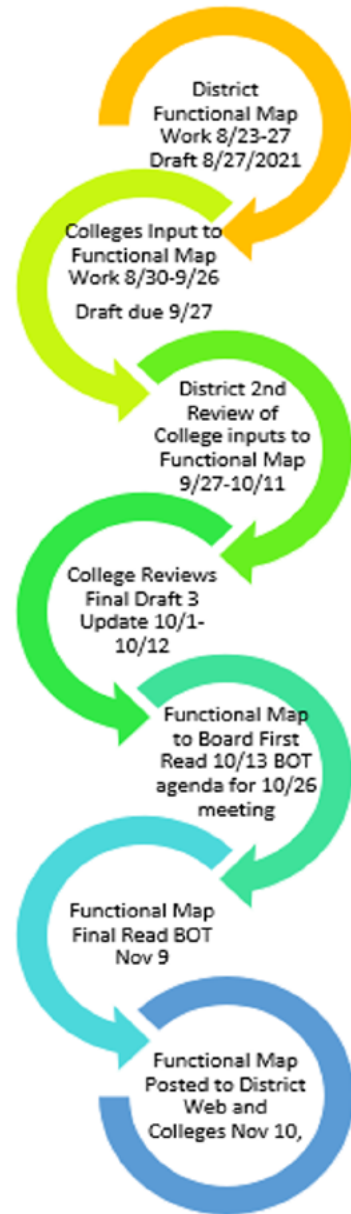 District
Functional Map
Work 8/23-27
Draft 8/27/2021
Colleges Input to
Functional Map
Work 8/30-9/26
Draft due 9/27
District 2nd
Review of
College inputs to
Functional Map
9/27-10/11
College Reviews
Final Draft 3
Update 10/1-
10/12
Functional Map
to Board First
Read 10/13 BOT
agenda for 10/26
meeting
Functional Map
Final Read BOT
Nov 9
Functional Map
Posted to District
Web and
Colleges Nov 10,